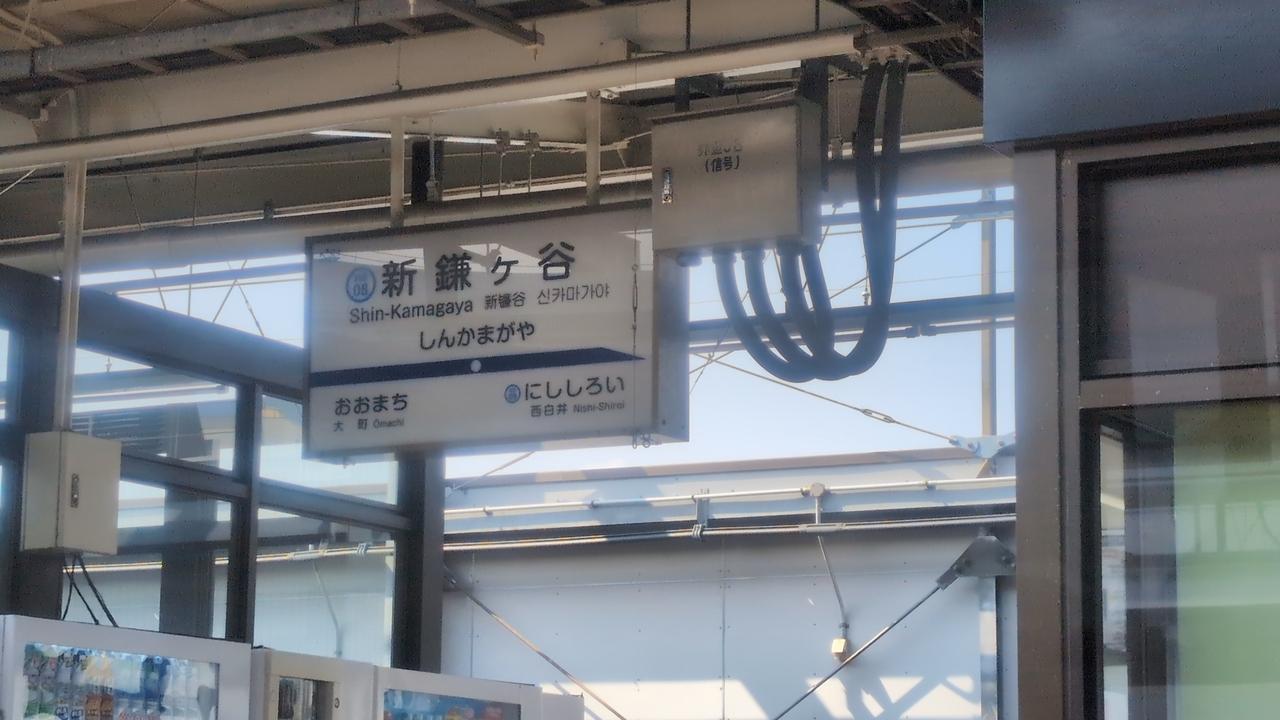 (信号)
08 新鎌ヶ谷
Shin-Kamagaya 新镰谷 신카마가야
しんかまがや
おおまち
大町 Ōmachi
にししろい
西白井 Nishi-Shiroi